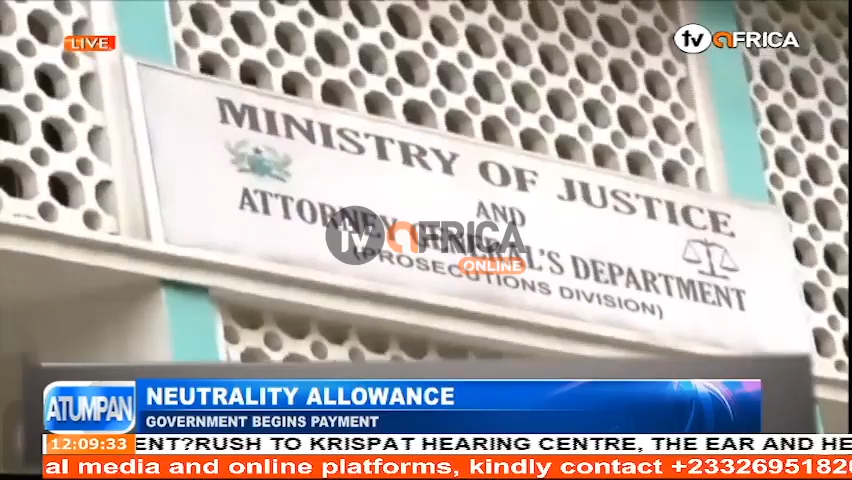 LIVE
tv aFRICA
MINISTRY OF JUSTICE
AND
ATTORNEY GENERAL'S DEPARTMENT
(PROSECUTIONS DIVISION)
tv aFRICA
ONLINE
ATUMPAN
NEUTRALITY ALLOWANCE
GOVERNMENT BEGINS PAYMENT
12:09:33
ENT?RUSH TO KRISPAT HEARING CENTRE, THE EAR AND HE
al media and online platforms, kindly contact +23326951820